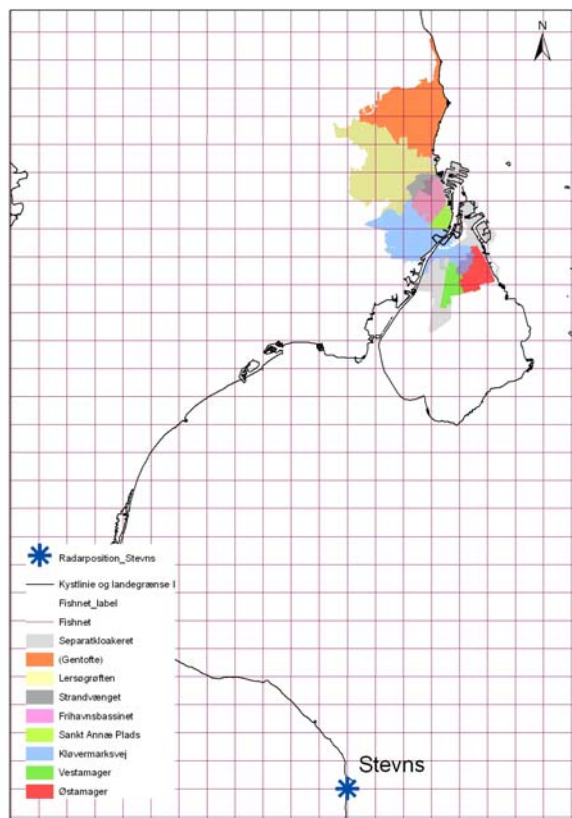 N
Radarposition_Stevns
Kystlinie og landegrænse l
Fishnet_label
Fishnet
Separatkloakeret
(Gentofte)
Lersøgrøften
Strandvænget
Frihavnsbassinet
Sankt Annæ Plads
Kløvermarksvej
Vestamager
Østamager
Stevns